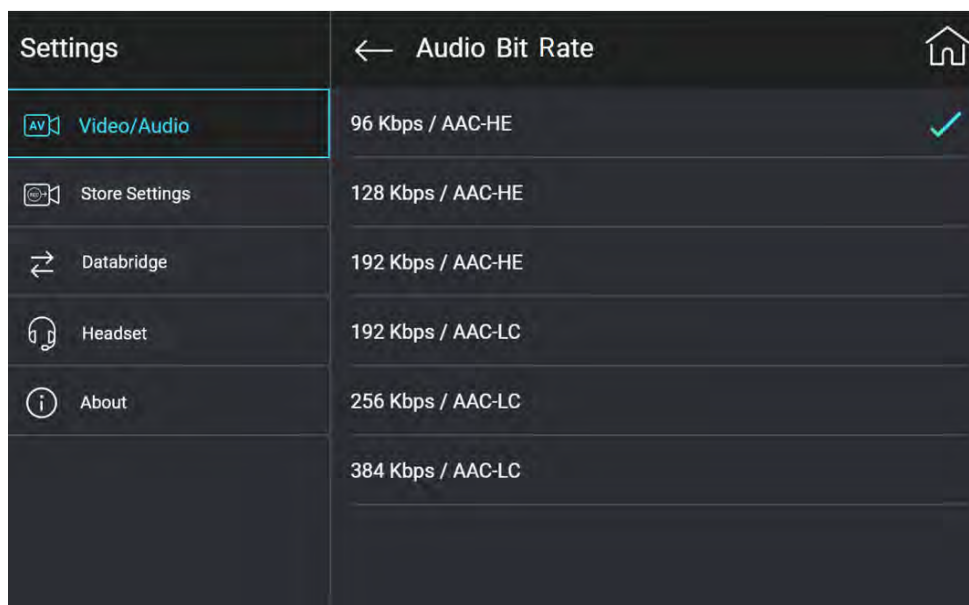 Settings
Audio Bit Rate
AV
Video/Audio
Store Settings
Databridge
Headset
About
96 Kbps / AAC-HE
128 Kbps / AAC-HE
192 Kbps / AAC-HE
192 Kbps / AAC-LC
256 Kbps / AAC-LC
384 Kbps / AAC-LC